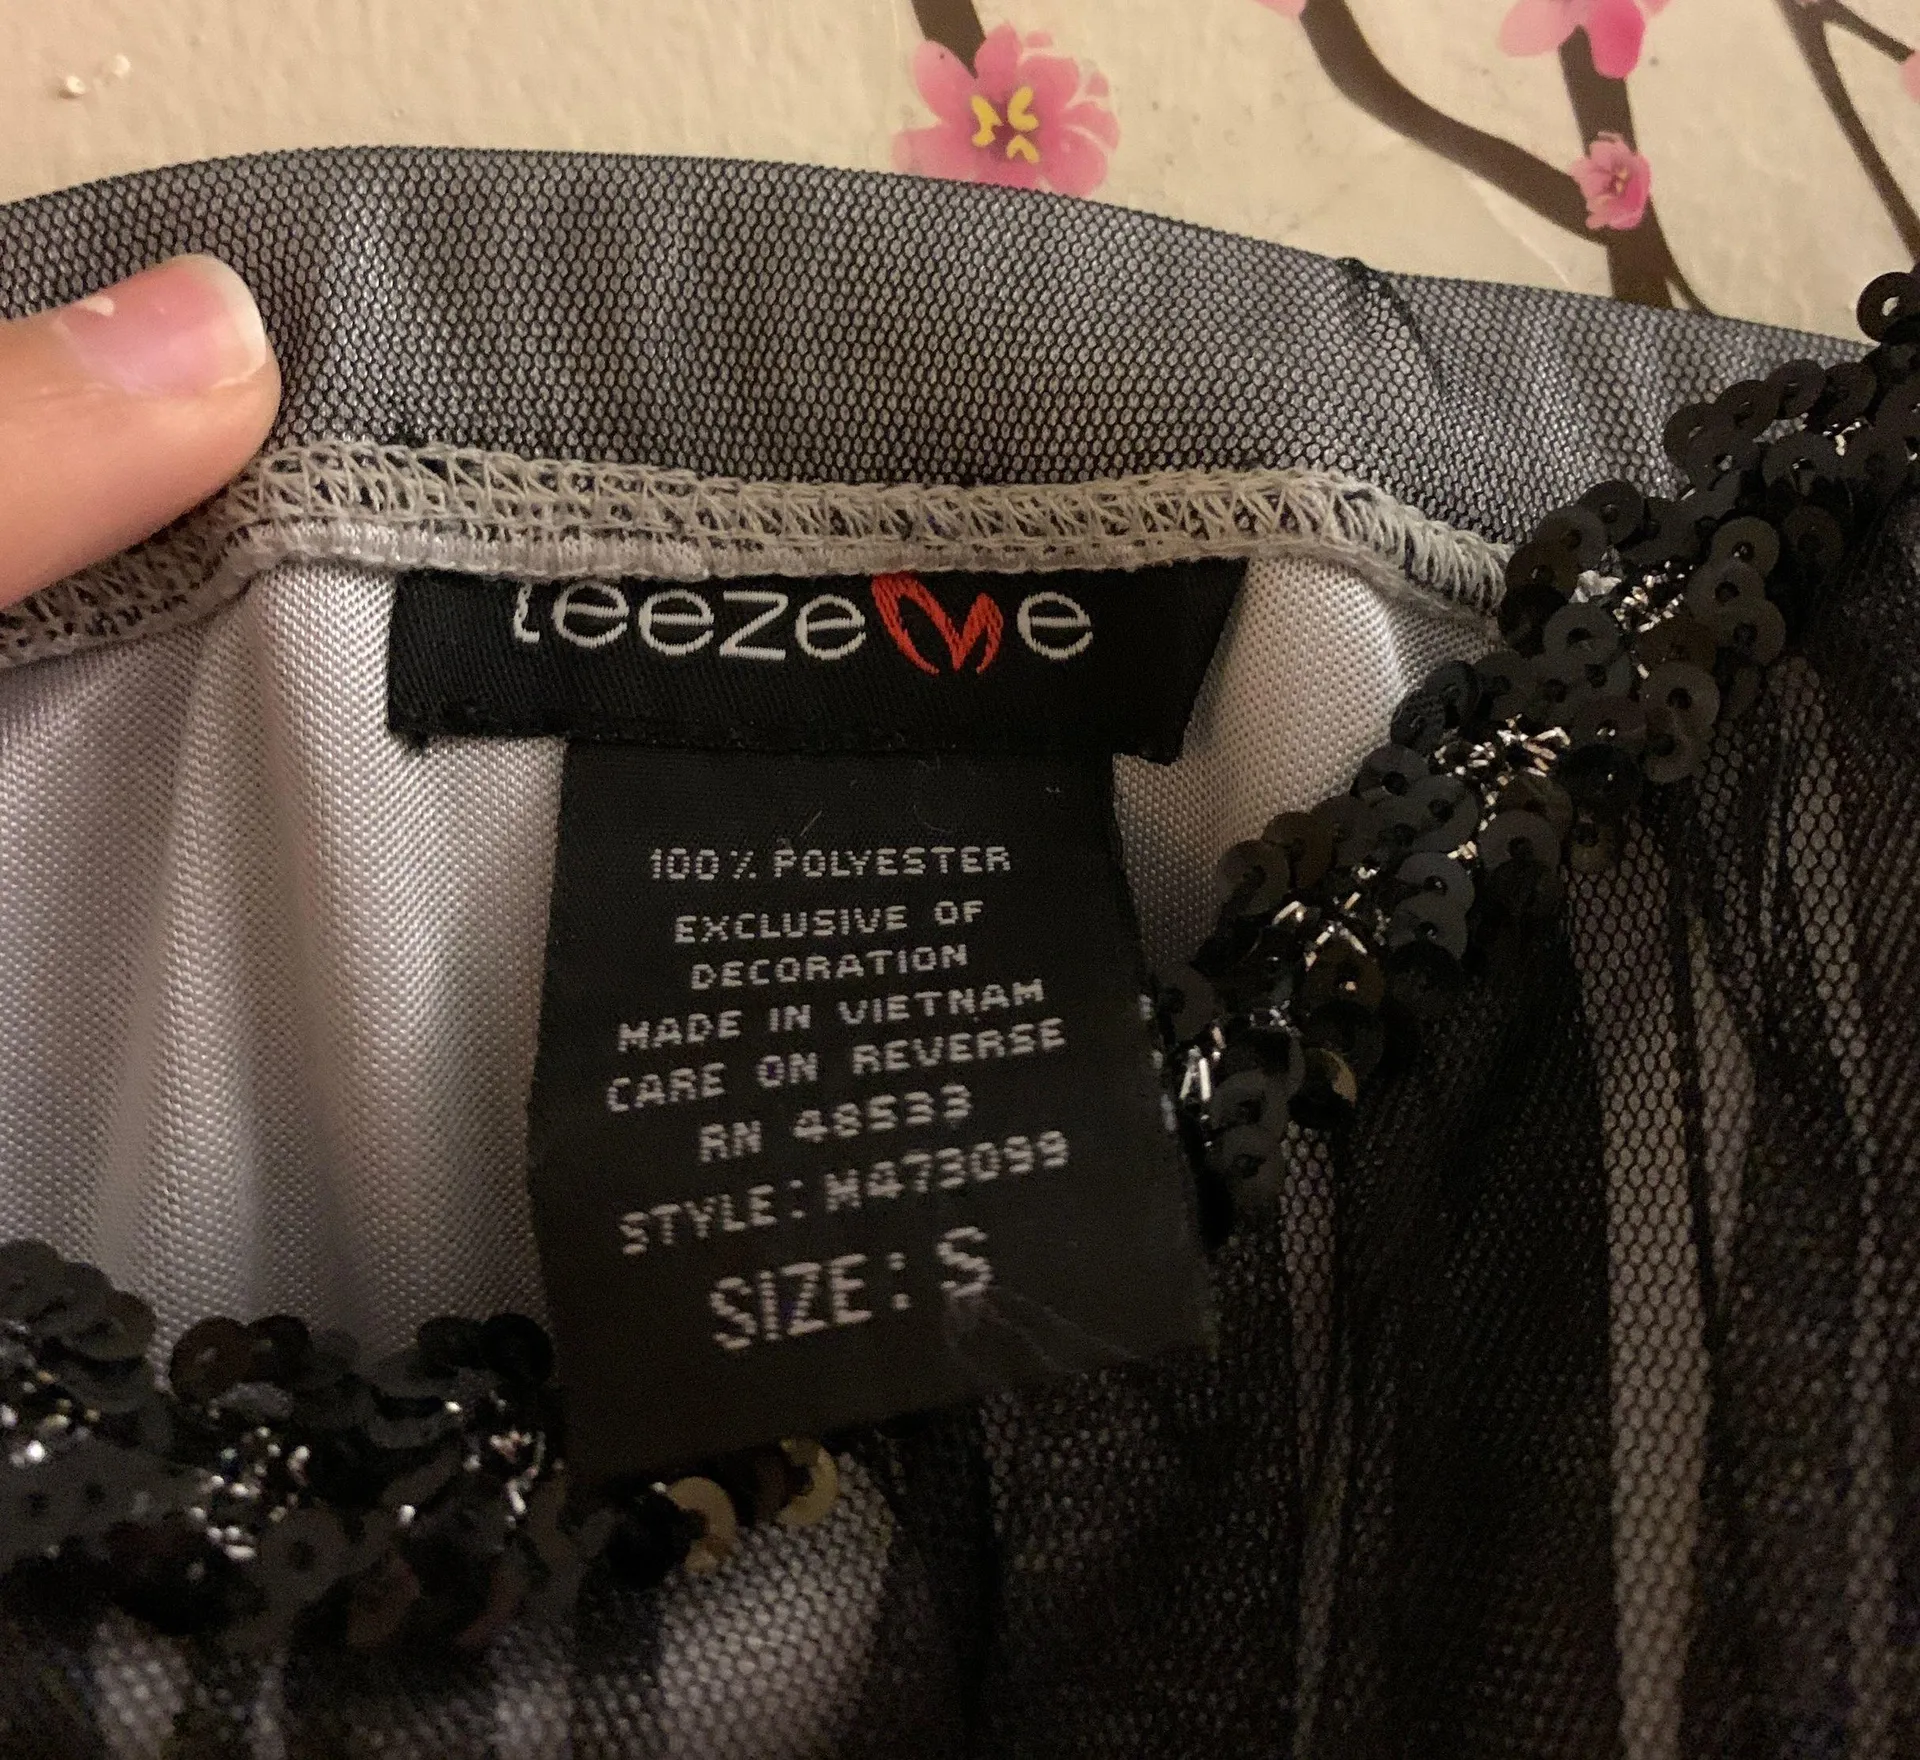 teezeMe
100% POLYESTER
EXCLUSIVE OF
DECORATION
MADE IN VIETNAM
CARE ON REVERSE
RN 48533
STYLE: M473099
SIZE: S